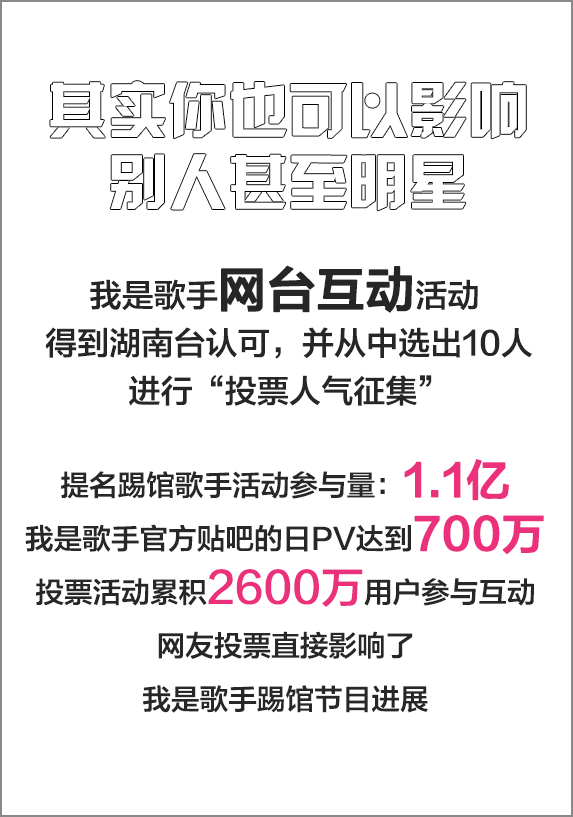 其实你也可以影响
别人甚至明星
我是歌手网台互动活动
得到湖南台认可，并从中选出10人
进行“投票人气征集”
提名踢馆歌手活动参与量：1.1亿
我是歌手官方贴吧的日PV达到700万
投票活动累积2600万用户参与互动
网友投票直接影响了
我是歌手踢馆节目进展